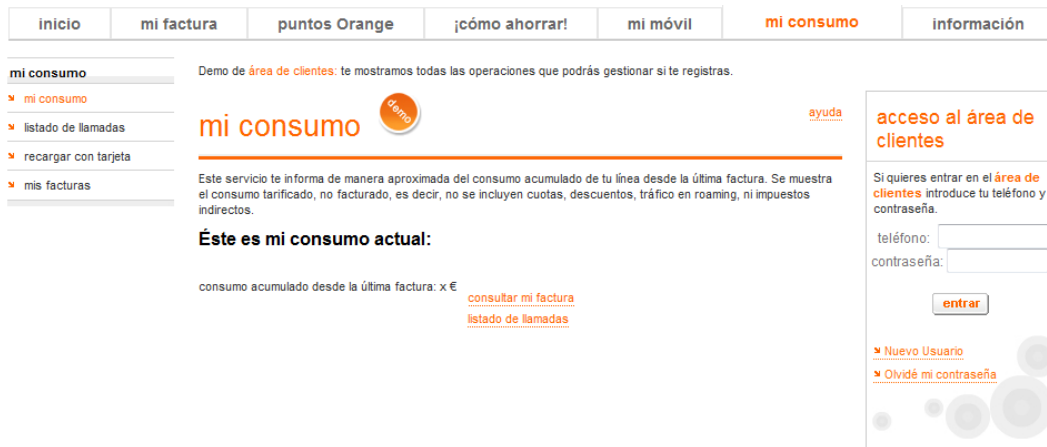 inicio
mi factura
puntos Orange
¡cómo ahorrar!
mi móvil
mi consumo
información
mi consumo
mi consumo
listado de llamadas
recargar con tarjeta
mis facturas
Demo de área de clientes: te mostramos todas las operaciones que podrás gestionar si te registras.
mi consumo
demo
ayuda
Este servicio te informa de manera aproximada del consumo acumulado de tu línea desde la última factura. Se muestra
el consumo tarificado, no facturado, es decir, no se incluyen cuotas, descuentos, tráfico en roaming, ni impuestos
indirectos.
Éste es mi consumo actual:
consumo acumulado desde la última factura: x €
consultar mi factura
listado de llamadas
acceso al área de
clientes
Si quieres entrar en el área de
clientes introduce tu teléfono y
contraseña.
teléfono:
contraseña:
entrar
Nuevo Usuario
Olvidé mi contraseña